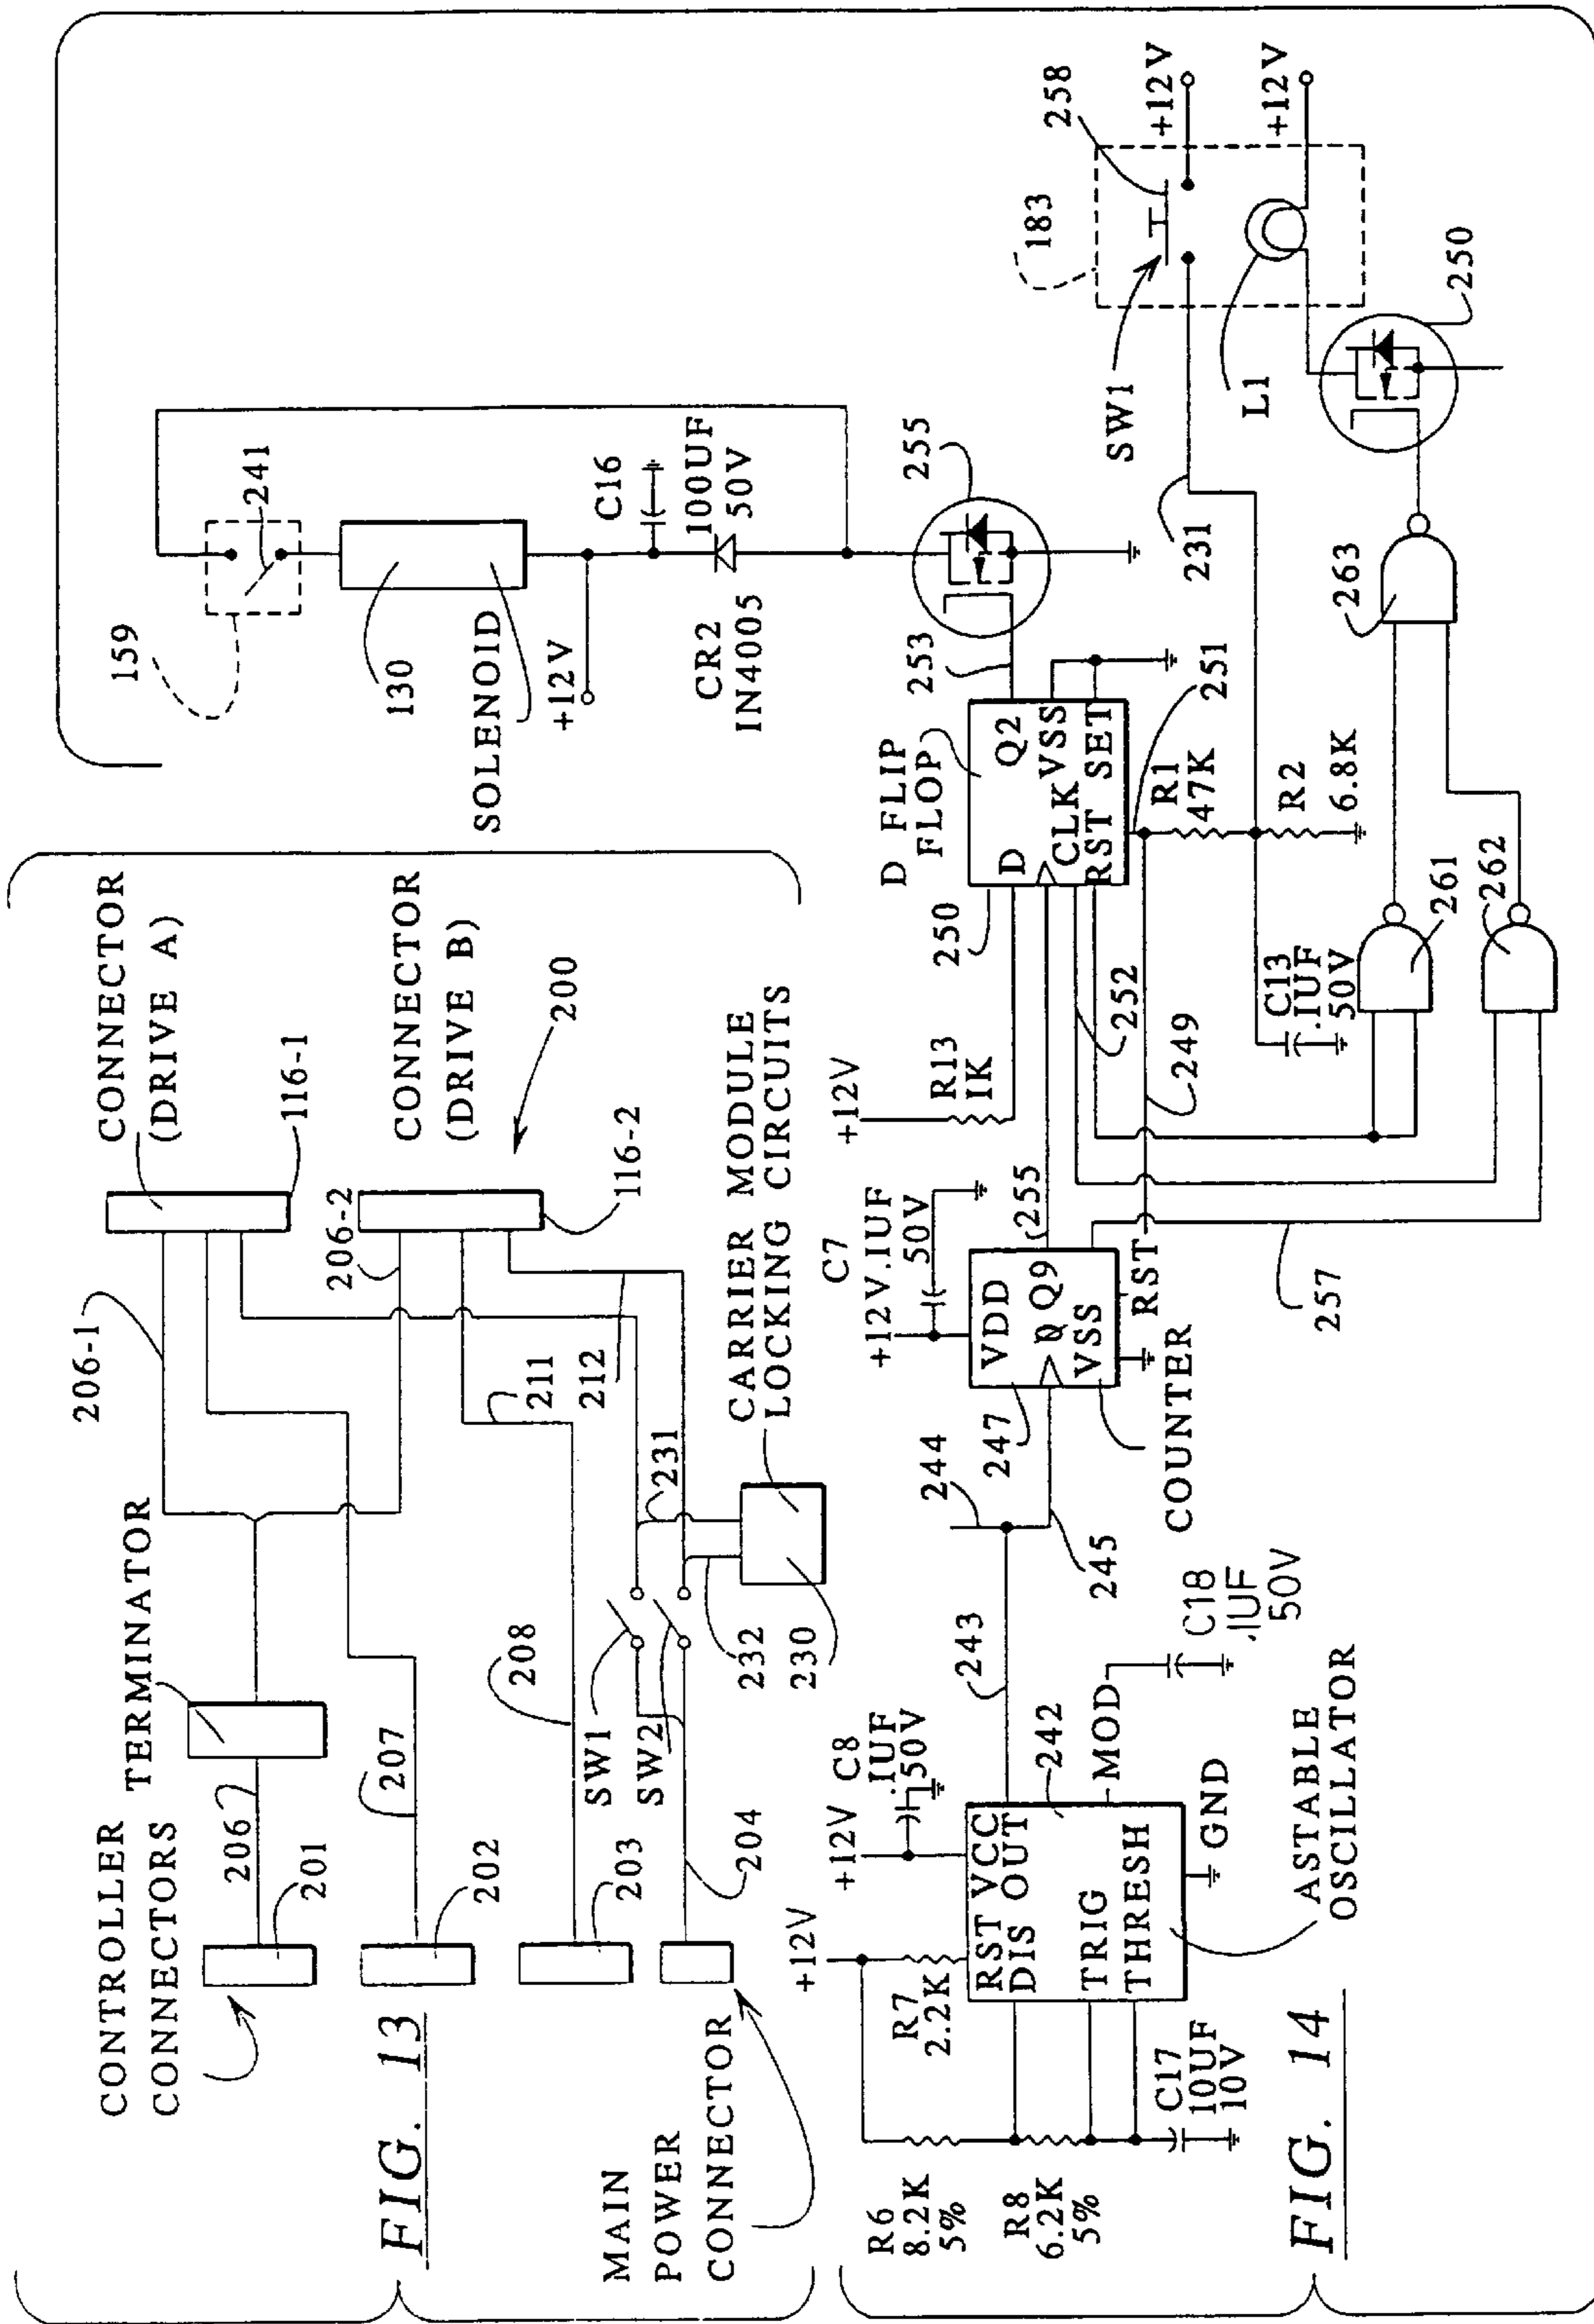 CONTROLLER
CONNECTORS
TERMINATOR
206
201
207
202
208
203
204
SW1
SW2
MAIN
POWER
CONNECTOR
232
230
231
211
212
206-1
206-2
CONNECTOR
(DRIVE A)
116-1
CONNECTOR
(DRIVE B)
200
116-2
CARRIER MODULE
LOCKING CIRCUITS
FIG. 13
R6
8.2K
5%
R8
6.2K
5%
+12V
R7
2.2K
C17
10UF
10V
+12V
C8
.1UF
50V
RST VCC
DIS OUT
TRIG
THRESH
242
MOD
GND
C18
.1UF
50V
ASTABLE
OSCILLATOR
243
244
245
247
COUNTER
C7
+12V .1UF
50V
VDD
Q Q9
VSS
RST
255
257
+12V
R13
1K
252
249
250
D FLIP
FLOP
D
Q2
CLK
VSS
RST SET
253
251
R1
47K
R2
6.8K
C13
.1UF
50V
261
262
263
159
241
130
SOLENOID
+12V
C16
100UF
50V
CR2
IN4005
255
231
SW1
183
258
+12V
+12V
L1
250
FIG. 14